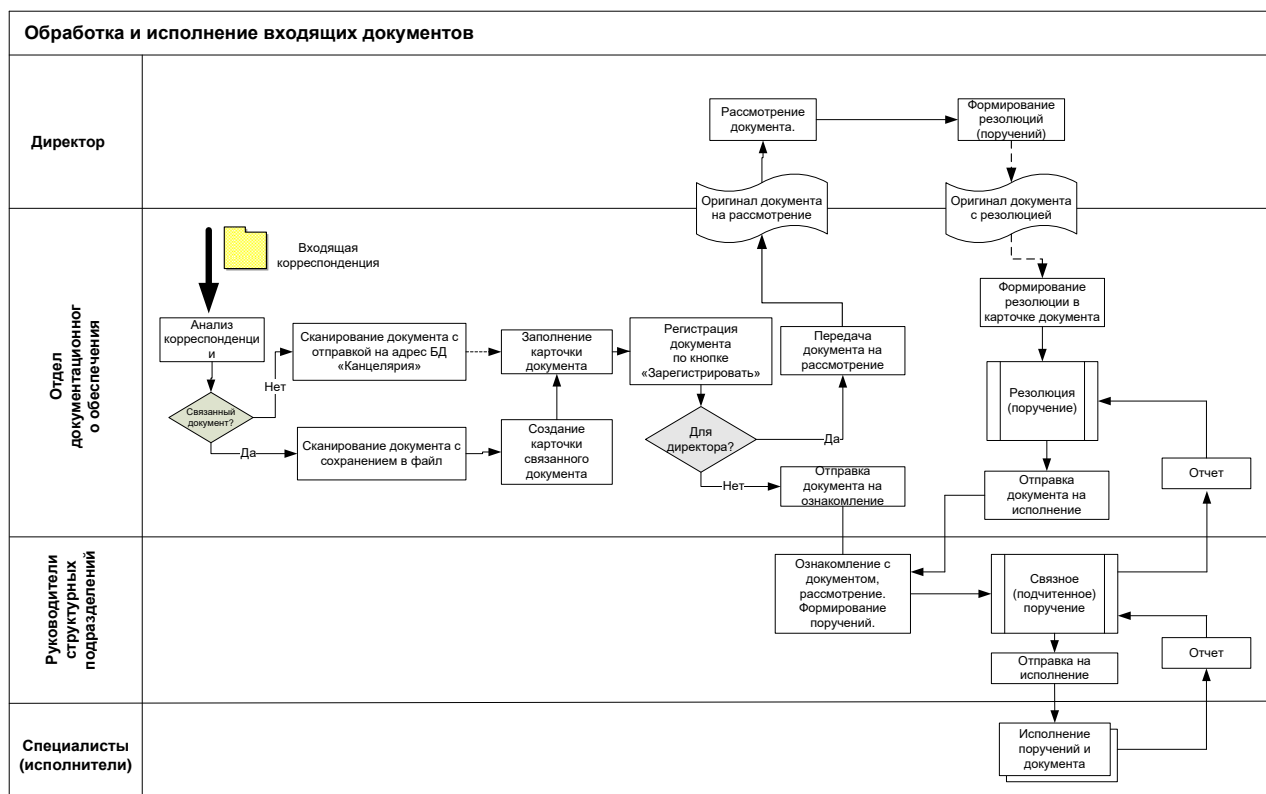 Обработка и исполнение входящих документов
Директор
Рассмотрение
документа.
Формирование
резолюций
(поручений)
Оригинал документа
на рассмотрение
Оригинал документа
с резолюцией
Отдел
документационног
о обеспечения
Входящая
корреспонденция
Анализ
корреспонденц
ии
Сканирование документа с
отправкой на адрес БД
«Канцелярия»
Заполнение
карточки
документа
Регистрация
документа
по кнопке
«Зарегистрировать»
Передача
документа на
рассмотрение
Формирование
резолюции в
карточке документа
Нет
Связанный
документ?
Да
Сканирование документа с
сохранением в файл
Создание
карточки
связанного
документа
Для
директора?
Да
Нет
Отправка
документа на
ознакомление
Резолюция
(поручение)
Отправка
документа на
исполнение
Отчет
Руководители
структурных
подразделений
Ознакомление с
документом,
рассмотрение.
Формирование
поручений.
Связное
(подчитенное)
поручение
Отправка на
исполнение
Отчет
Специалисты
(исполнители)
Исполнение
поручений и
документа